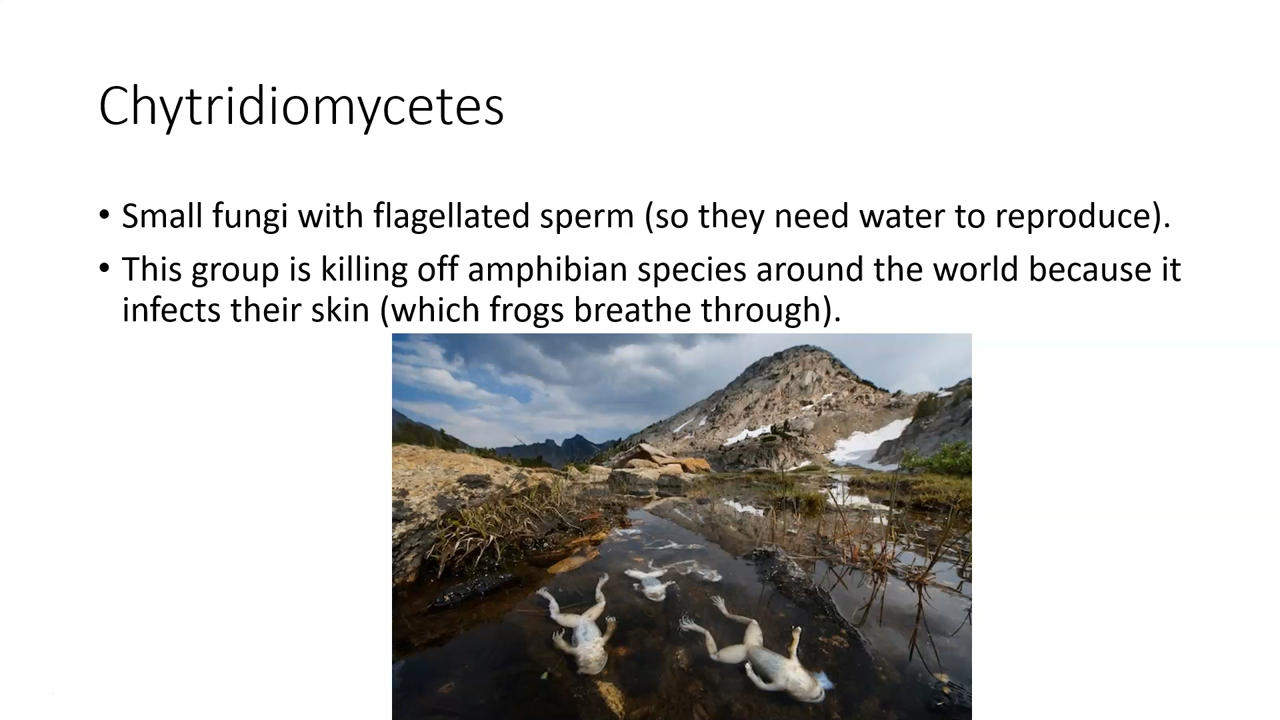 Chytridiomycetes
• Small fungi with flagellated sperm (so they need water to reproduce).
• This group is killing off amphibian species around the world because it
infects their skin (which frogs breathe through).